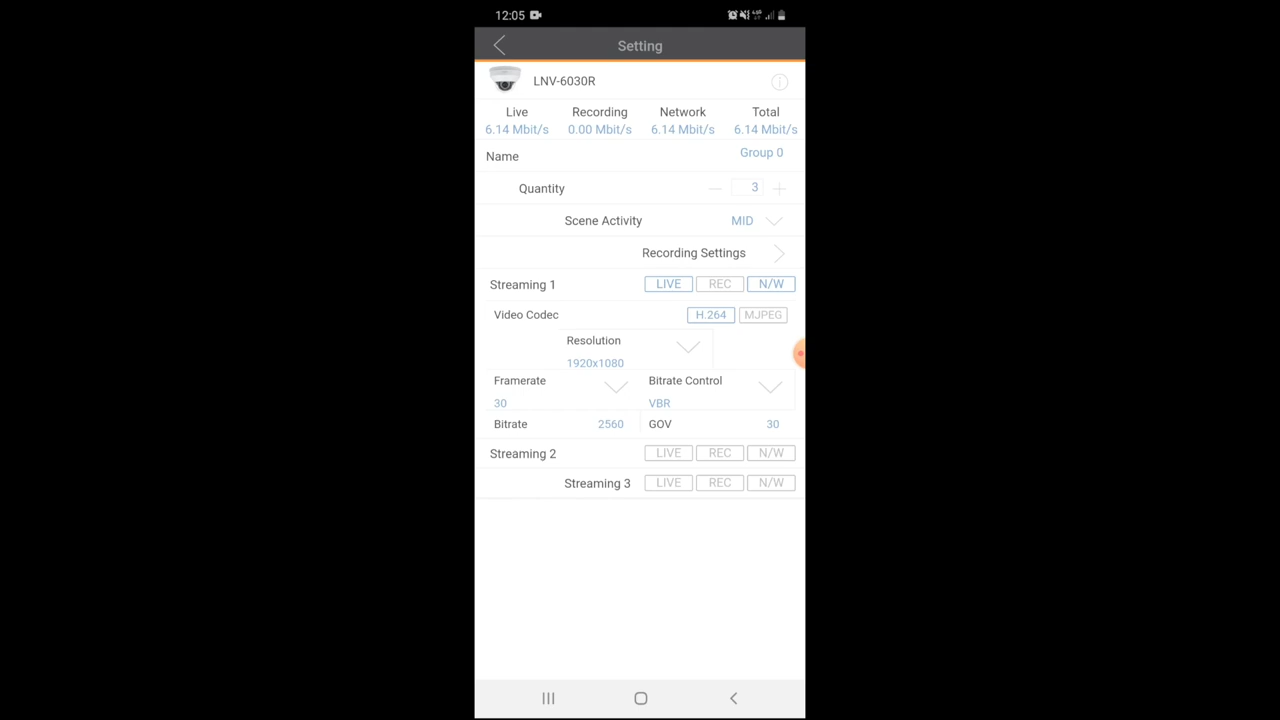 12:05
Setting
LNV-6030R
Live Recording Network Total
6.14 Mbit/s 0.00 Mbit/s 6.14 Mbit/s 6.14 Mbit/s
Name Group 0
Quantity 3
Scene Activity MID
Recording Settings
Streaming 1 LIVE REC N/W
Video Codec H.264 MJPEG
Resolution
1920x1080
Framerate Bitrate Control
30 VBR
Bitrate 2560 GOV 30
Streaming 2 LIVE REC N/W
Streaming 3 LIVE REC N/W